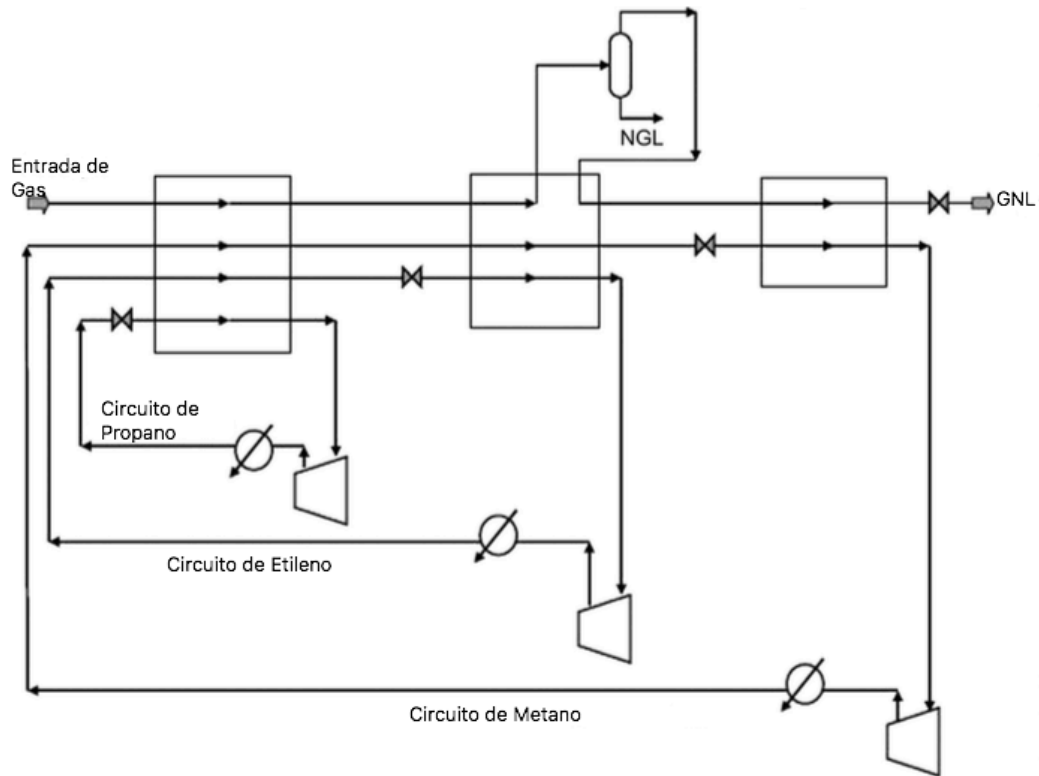 NGL
Entrada de
Gas
GNL
Circuito de
Propano
Circuito de Etileno
Circuito de Metano